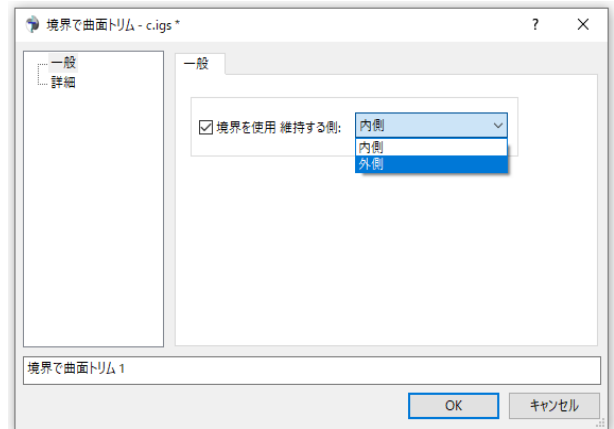 境界で曲面トリム - c.igs *
一般
詳細
一般
境界を使用 維持する側:
内側
内側
外側
境界で曲面トリム 1
OK
キャンセル